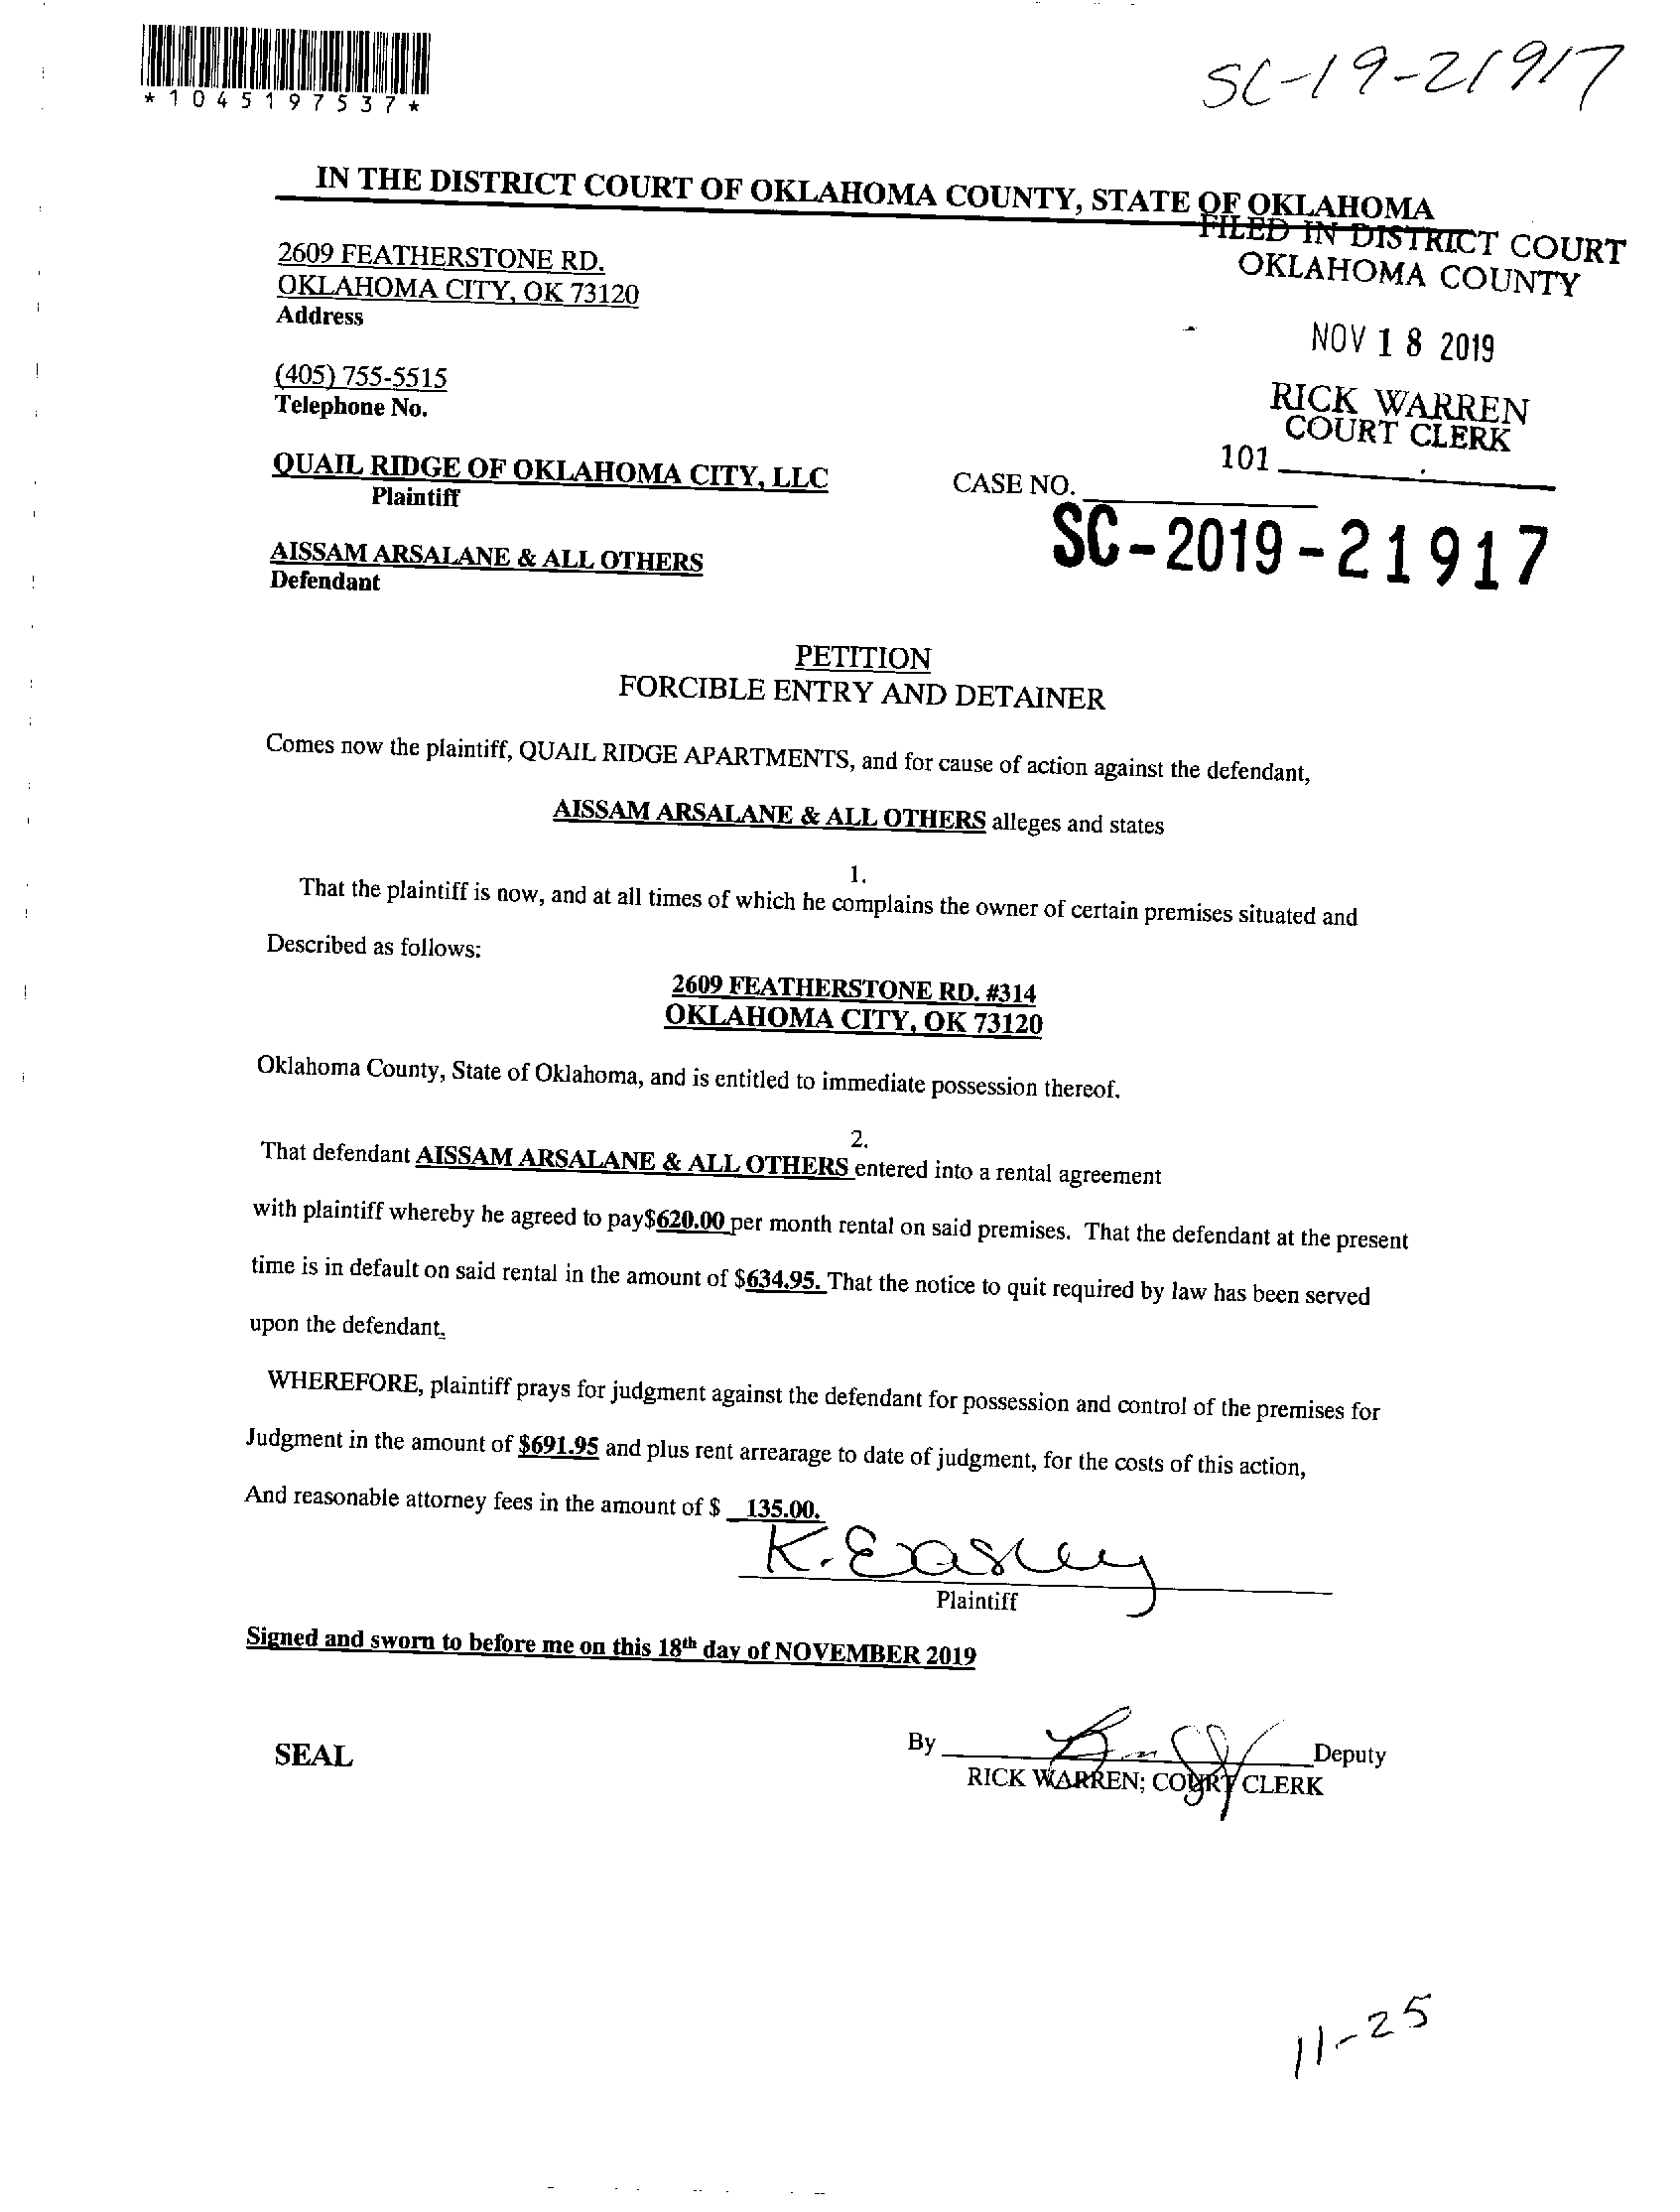 *1045197537*
SC-19-21917
IN THE DISTRICT COURT OF OKLAHOMA COUNTY, STATE OF OKLAHOMA
FILED IN DISTRICT COURT
OKLAHOMA COUNTY
2609 FEATHERSTONE RD.
OKLAHOMA CITY, OK 73120
Address
NOV 18 2019
(405) 755-5515
Telephone No.
RICK WARREN
COURT CLERK
101
QUAIL RIDGE OF OKLAHOMA CITY, LLC
Plaintiff
CASE NO.
SC-2019-21917
AISSAM ARSALANE & ALL OTHERS
Defendant
PETITION
FORCIBLE ENTRY AND DETAINER
Comes now the plaintiff, QUAIL RIDGE APARTMENTS, and for cause of action against the defendant,
AISSAM ARSALANE & ALL OTHERS alleges and states
1.
That the plaintiff is now, and at all times of which he complains the owner of certain premises situated and
Described as follows:
2609 FEATHERSTONE RD. #314
OKLAHOMA CITY, OK 73120
Oklahoma County, State of Oklahoma, and is entitled to immediate possession thereof.
2.
That defendant AISSAM ARSALANE & ALL OTHERS entered into a rental agreement
with plaintiff whereby he agreed to pay$620.00 per month rental on said premises. That the defendant at the present
time is in default on said rental in the amount of $634.95. That the notice to quit required by law has been served
upon the defendant.
WHEREFORE, plaintiff prays for judgment against the defendant for possession and control of the premises for
Judgment in the amount of $691.95 and plus rent arrearage to date of judgment, for the costs of this action,
And reasonable attorney fees in the amount of $ 135.00.
K. Easley
Plaintiff
Signed and sworn to before me on this 18th day of NOVEMBER 2019
SEAL
By Deputy
RICK WARREN; COURT CLERK
11-25